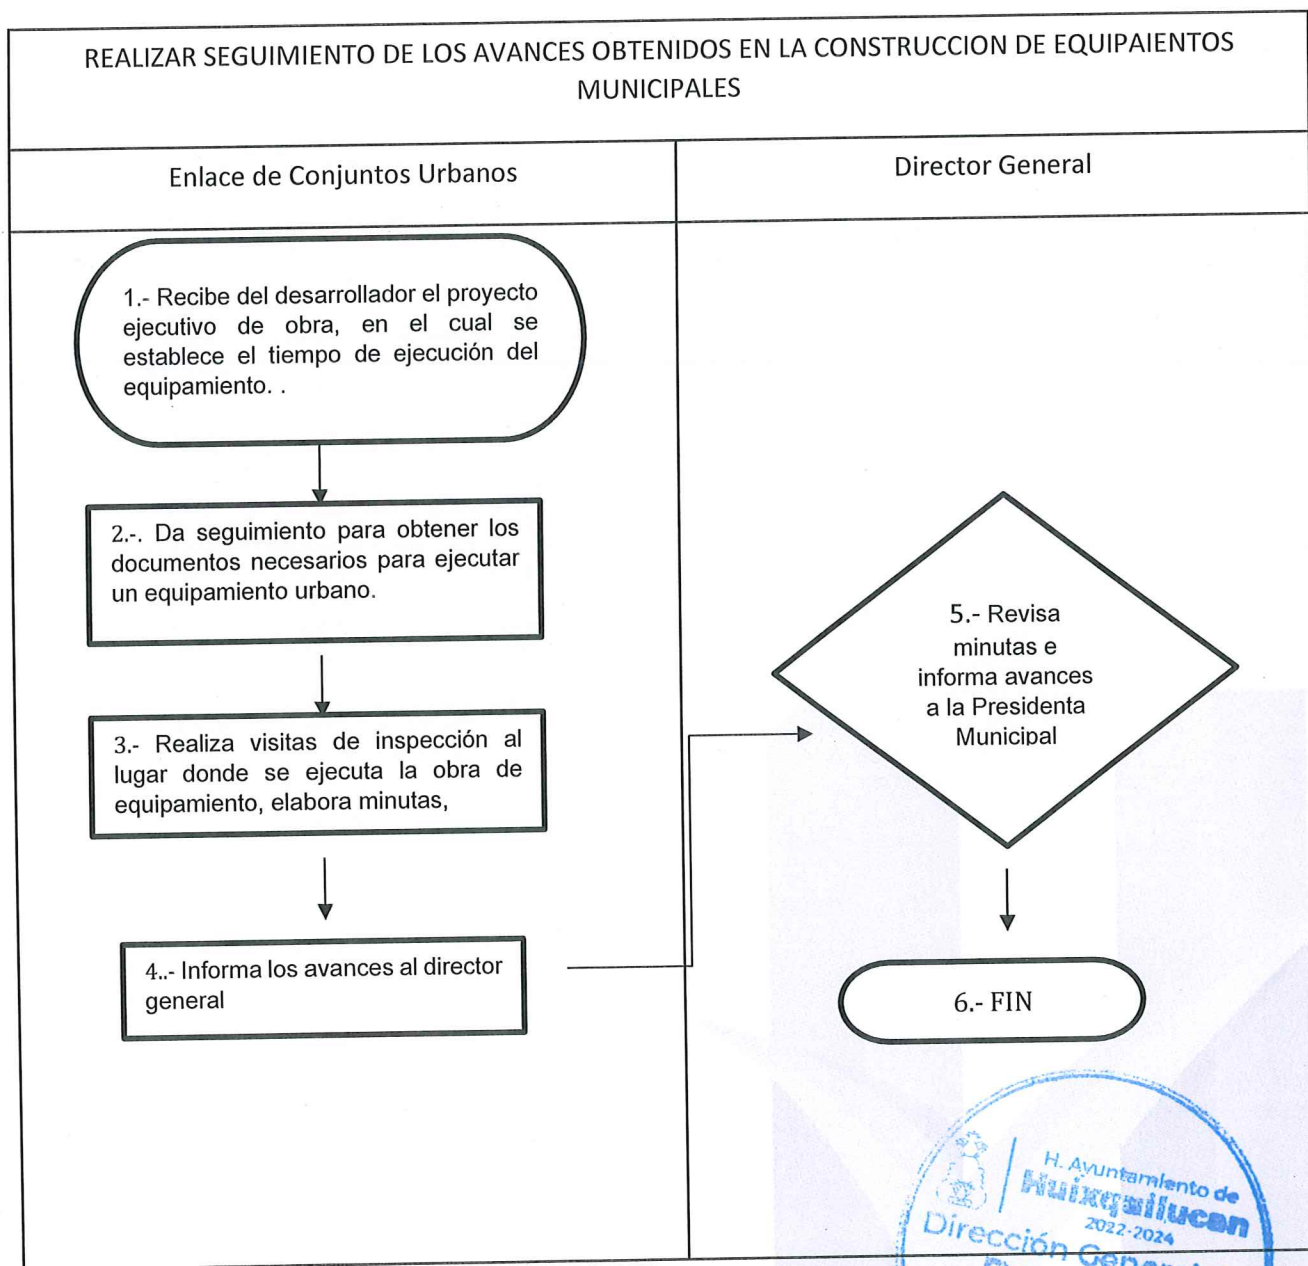 REALIZAR SEGUIMIENTO DE LOS AVANCES OBTENIDOS EN LA CONSTRUCCION DE EQUIPAIENTOS
MUNICIPALES
Enlace de Conjuntos Urbanos
Director General
1.- Recibe del desarrollador el proyecto
ejecutivo de obra, en el cual se
establece el tiempo de ejecución del
equipamiento. .
2.-. Da seguimiento para obtener los
documentos necesarios para ejecutar
un equipamiento urbano.
3.- Realiza visitas de inspección al
lugar donde se ejecuta la obra de
equipamiento, elabora minutas,
4..- Informa los avances al director
general
5.- Revisa
minutas e
informa avances
a la Presidenta
Municipal
6.- FIN
H. Ayuntamiento de
Huixquilucan
2022-2024
Dirección General